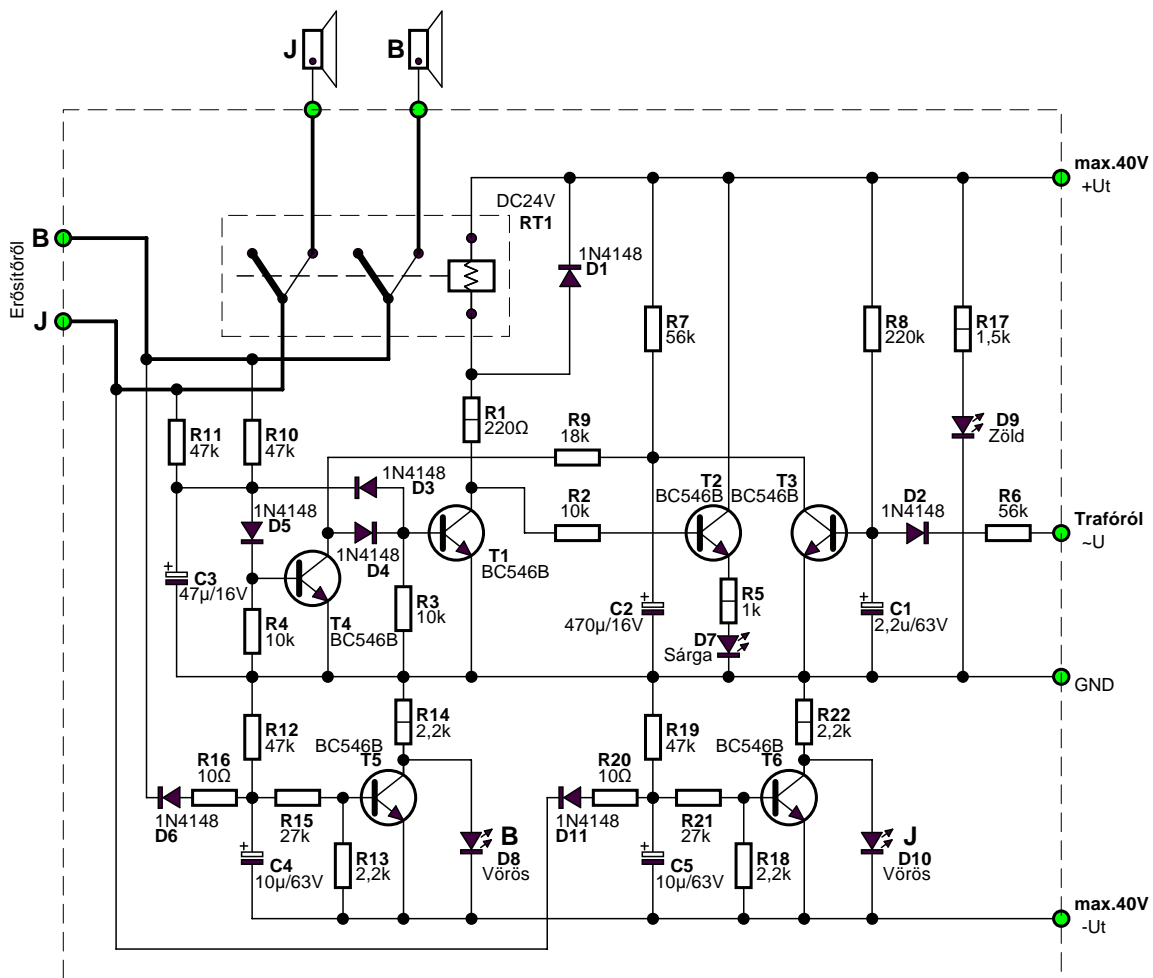 J
B
max.40V
+Ut
DC24V
RT1
B
Erősítőről
J
1N4148
D1
R7
56k
R8
220k
R17
1,5k
R1
220Ω
R9
18k
D9
Zöld
R11
47k
R10
47k
1N4148
D3
T2
BC546B
T3
BC546B
R2
10k
D2
1N4148
R6
56k
Trafóról
~U
1N4148
D5
1N4148
D4
T1
BC546B
+
C3
47µ/16V
R4
10k
T4
BC546B
R3
10k
+
C2
470µ/16V
R5
1k
D7
Sárga
+
C1
2,2u/63V
GND
R12
47k
R14
2,2k
R19
47k
R22
2,2k
BC546B
T5
BC546B
T6
R16
10Ω
R20
10Ω
1N4148
D6
R15
27k
1N4148
D11
R21
27k
B
D8
Vörös
J
D10
Vörös
+
C4
10µ/63V
R13
2,2k
+
C5
10µ/63V
R18
2,2k
max.40V
-Ut